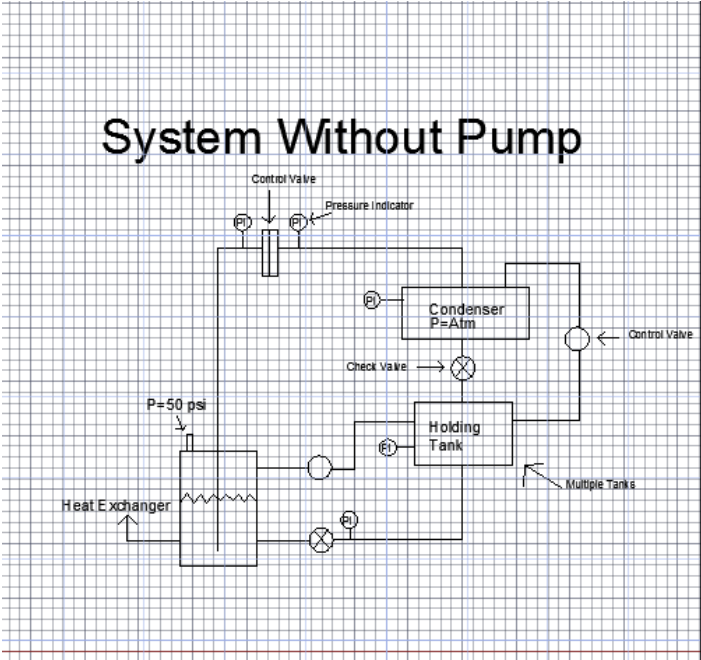 System Without Pump
Control Valve
Pressure Indicator
PI
PI
PI
Condenser
P=Atm
Control Valve
Check Valve
P=50 psi
Holding
Tank
PI
Multiple Tanks
Heat Exchanger
PI